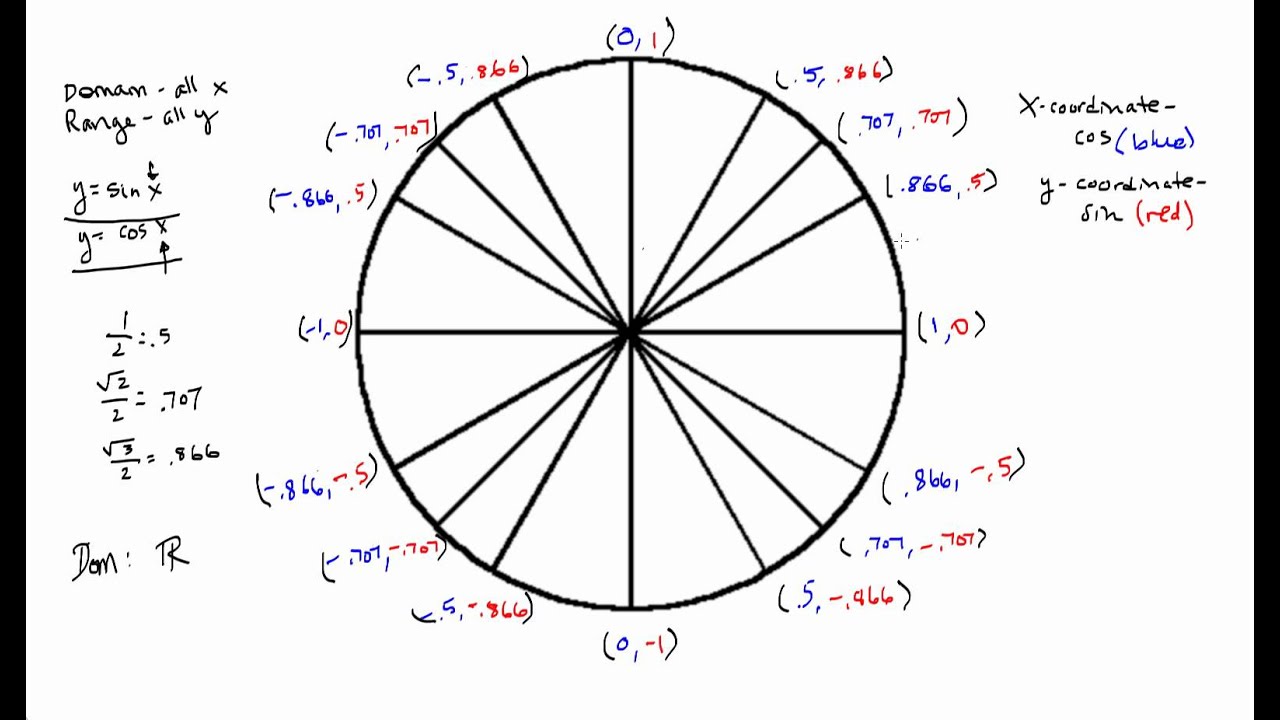 (0, 1)
(-.5, .866)
(.5, .866)
Domain - all x
Range - all y
(-.707, .707)
(.707, .707)
x-coordinate-
cos (blue)
y = sin x
(-.866, .5)
(.866, .5)
y-coordinate-
sin (red)
y = cos x
(-1, 0)
(1, 0)
1/2 = .5
√2/2 = .707
√3/2 = .866
(-.866, -.5)
(.866, -.5)
Dom: ℝ
(-.707, -.707)
(.707, -.707)
(-.5, -.866)
(.5, -.866)
(0, -1)